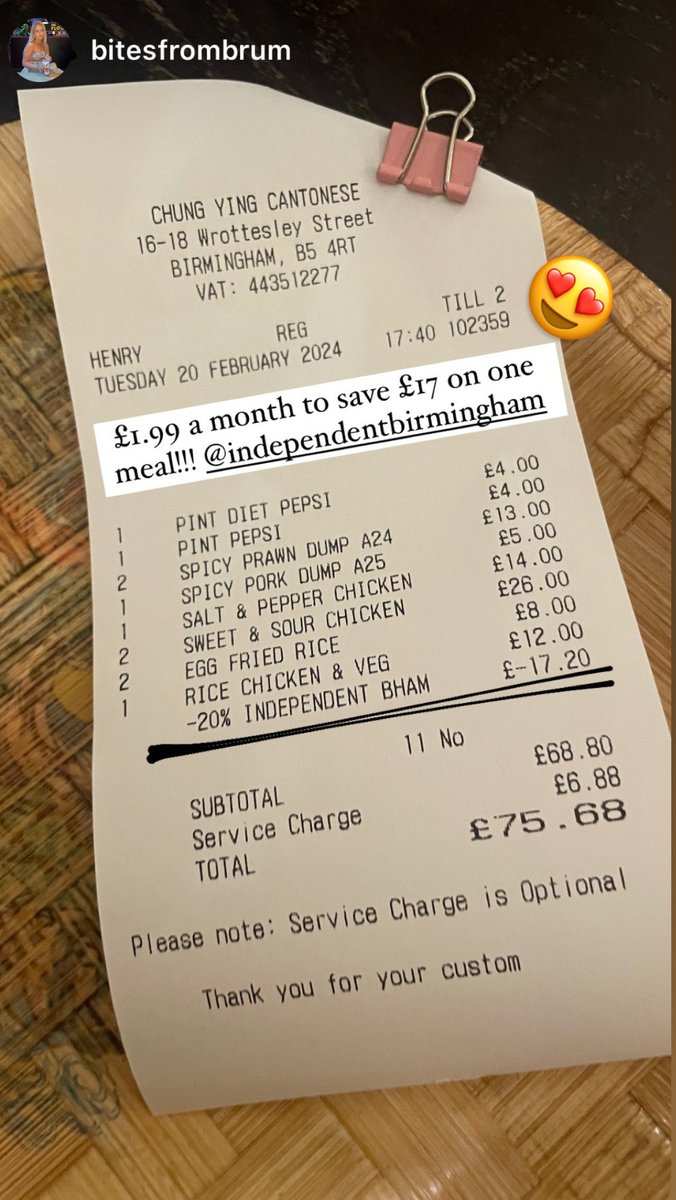 bitesfrombrum
CHUNG YING CANTONESE
16-18 Wrottesley Street
BIRMINGHAM, B5 4RT
VAT: 443512277
HENRY REG TILL 2
TUESDAY 20 FEBRUARY 2024 17:40 102359
£1.99 a month to save £17 on one
meal!!! @independentbirmingham
1 PINT DIET PEPSI £4.00
1 PINT PEPSI £4.00
2 SPICY PRAWN DUMP A24 £13.00
1 SPICY PORK DUMP A25 £5.00
1 SALT & PEPPER CHICKEN £14.00
2 SWEET & SOUR CHICKEN £26.00
2 EGG FRIED RICE £8.00
1 RICE CHICKEN & VEG £12.00
-20% INDEPENDENT BHAM £-17.20
11 No
SUBTOTAL £68.80
Service Charge £6.88
TOTAL £75.68
Please note: Service Charge is Optional
Thank you for your custom